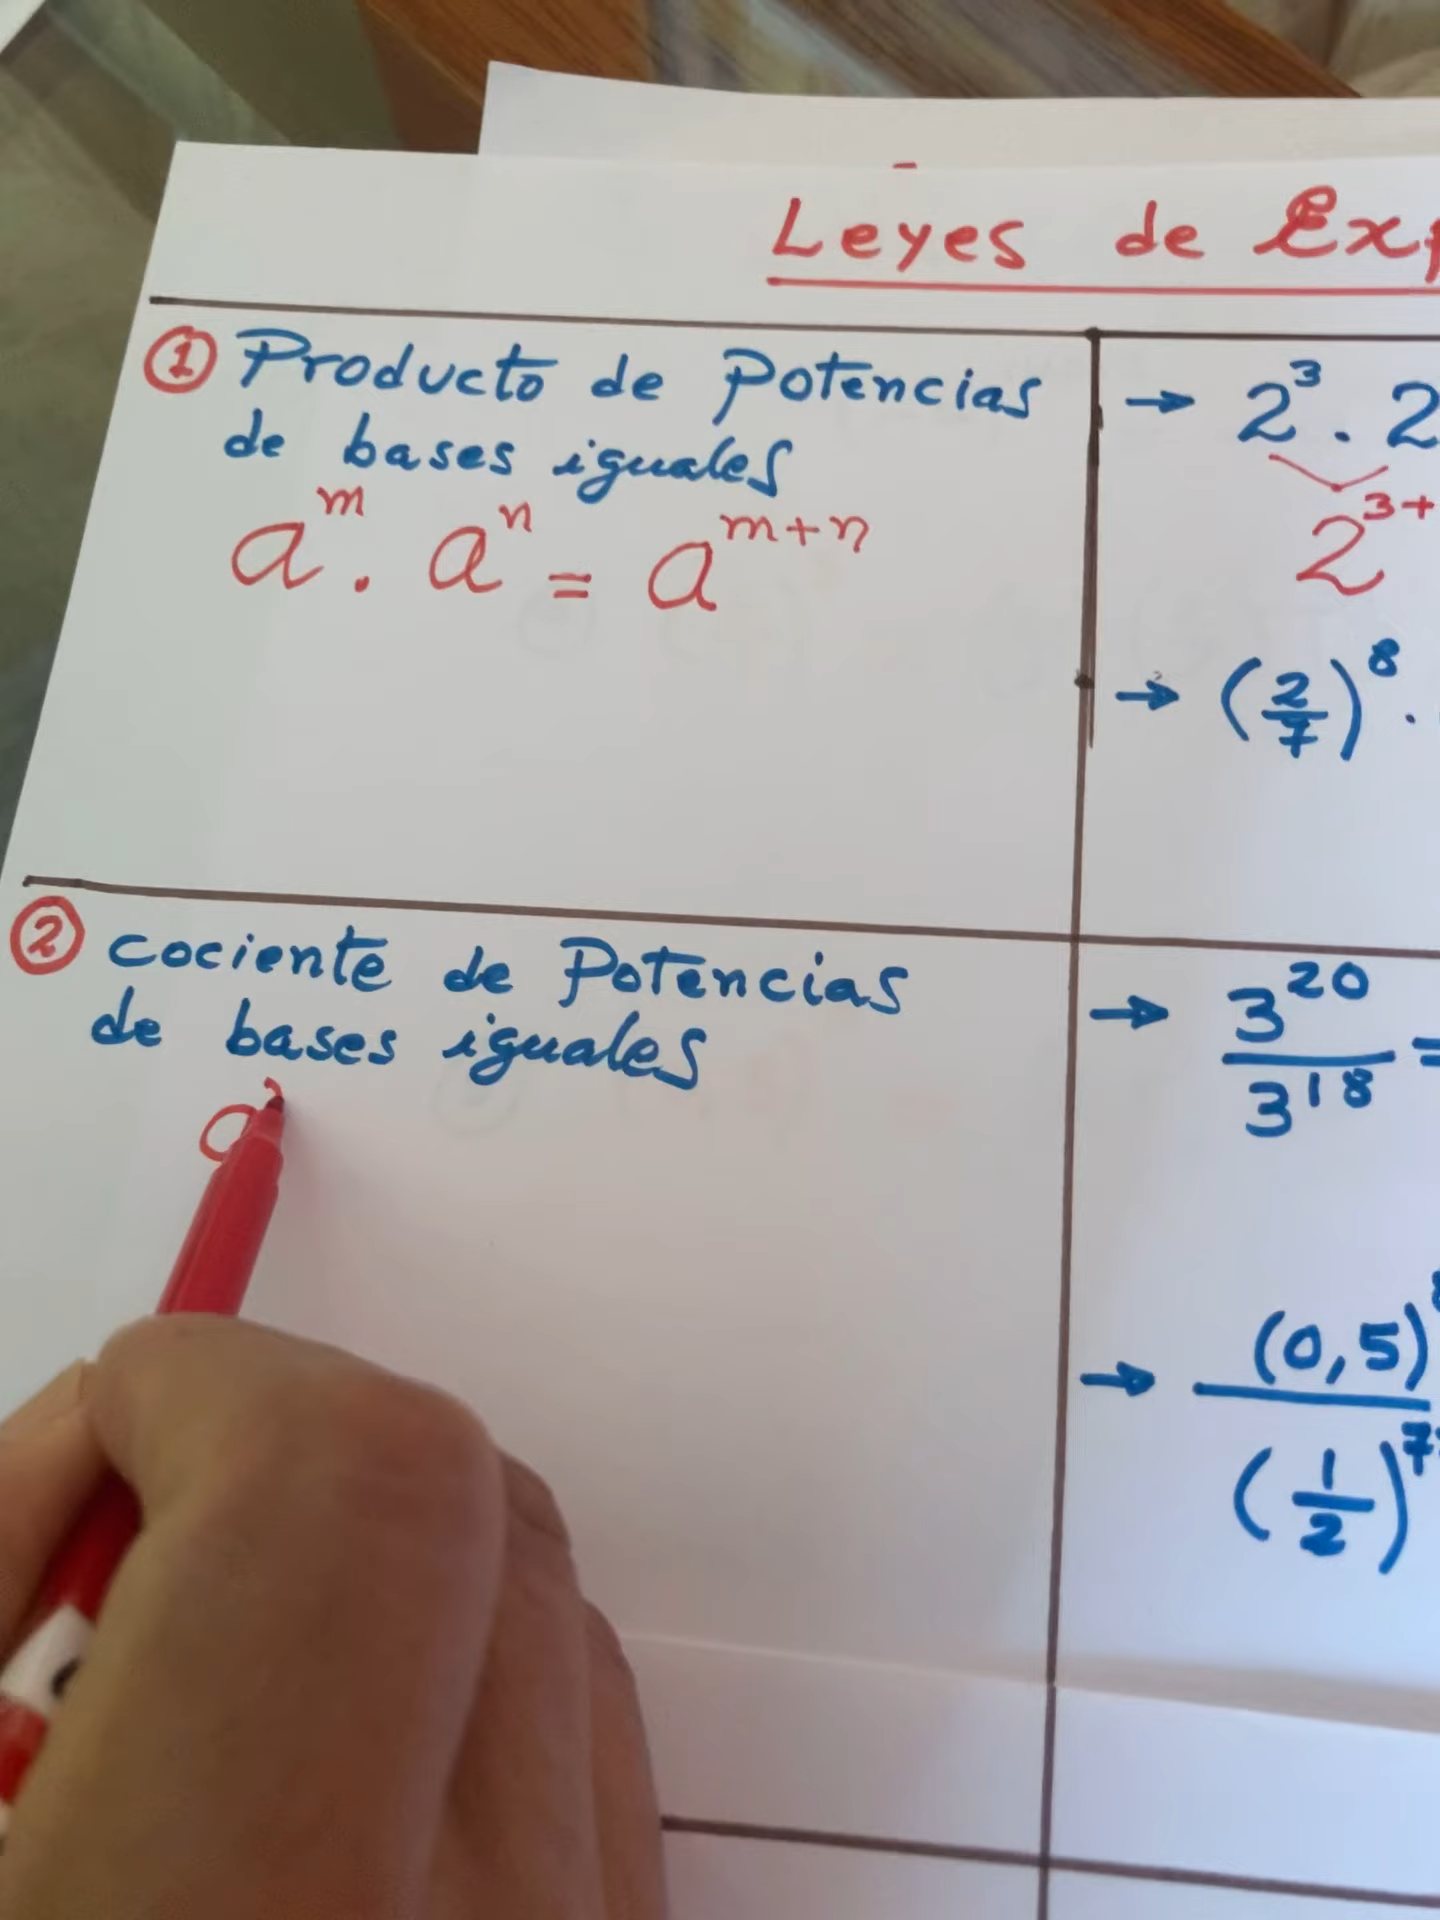 Leyes de Exp
① Producto de Potencias
de bases iguales
a^m . a^n = a^{m+n}
→ 2^3 . 2
2^{3+
→ (2/7)^8 .
② cociente de Potencias
de bases iguales
a
→ 3^{20} / 3^{18} =
→ (0,5)
(1/2)^7